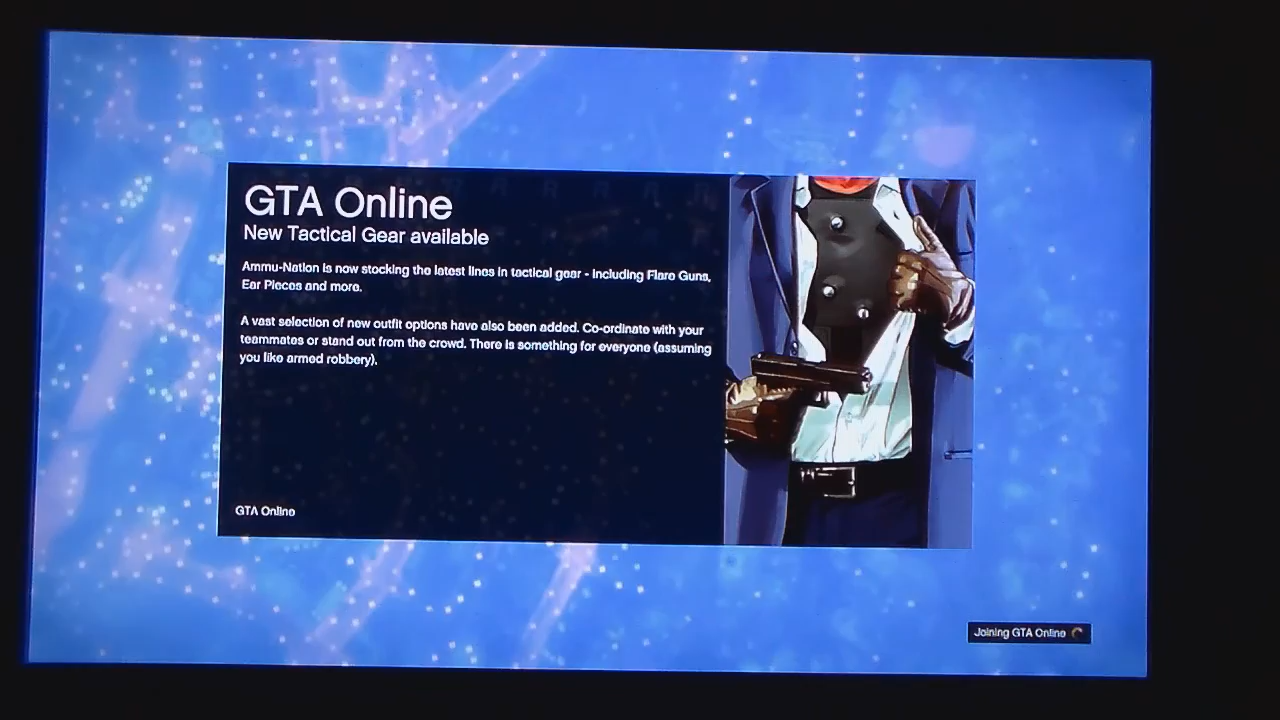 GTA Online
New Tactical Gear available
Ammu-Nation is now stocking the latest lines in tactical gear - including Flare Guns,
Ear Pieces and more.
A vast selection of new outfit options have also been added. Co-ordinate with your
teammates or stand out from the crowd. There is something for everyone (assuming
you like armed robbery).
GTA Online
Joining GTA Online